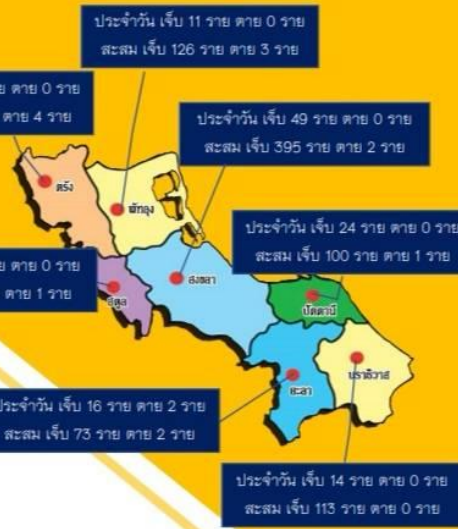 ประจำวัน เจ็บ 11 ราย ตาย 0 ราย
สะสม เจ็บ 126 ราย ตาย 3 ราย
ตาย 0 ราย
ตาย 4 ราย
ประจำวัน เจ็บ 49 ราย ตาย 0 ราย
สะสม เจ็บ 395 ราย ตาย 2 ราย
ตรัง
พัทลุง
ประจำวัน เจ็บ 24 ราย ตาย 0 ราย
สะสม เจ็บ 100 ราย ตาย 1 ราย
ตาย 0 ราย
ตาย 1 ราย
สตูล
สงขลา
ปัตตานี
ยะลา
นราธิวาส
ประจำวัน เจ็บ 16 ราย ตาย 2 ราย
สะสม เจ็บ 73 ราย ตาย 2 ราย
ประจำวัน เจ็บ 14 ราย ตาย 0 ราย
สะสม เจ็บ 113 ราย ตาย 0 ราย